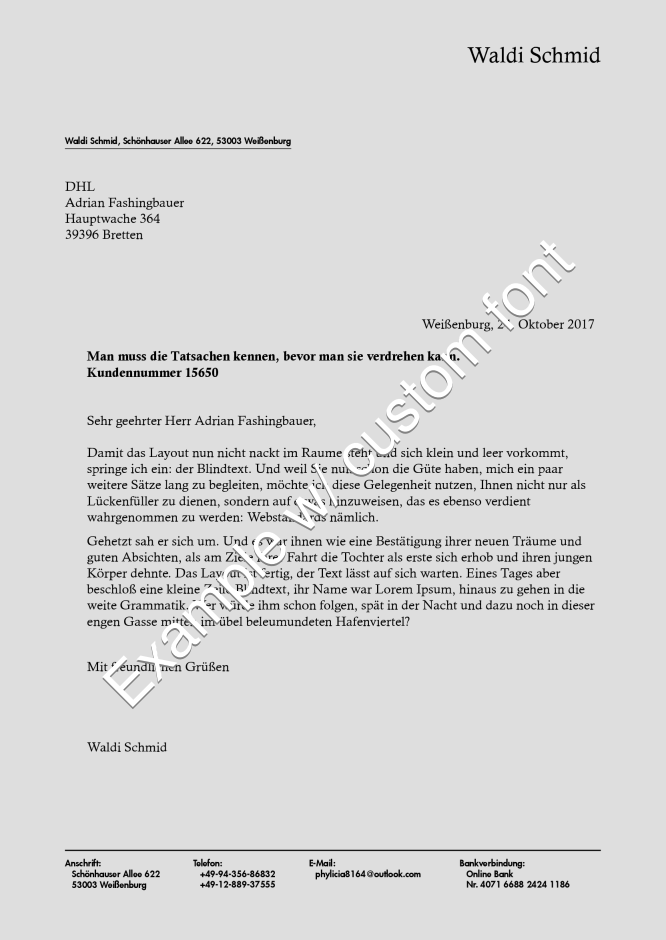 Waldi Schmid
Waldi Schmid, Schönhauser Allee 622, 53003 Weißenburg
DHL
Adrian Fashingbauer
Hauptwache 364
39396 Bretten
Weißenburg, Oktober 2017
Man muss die Tatsachen kennen, bevor man sie verdrehen kann.
Kundennummer 15650
Sehr geehrter Herr Adrian Fashingbauer,
Damit das Layout nun nicht nackt im Raume steht und sich klein und leer vorkommt,
springe ich ein: der Blindtext. Und weil Sie nun schon die Güte haben, mich ein paar
weitere Sätze lang zu begleiten, möchte ich diese Gelegenheit nutzen, Ihnen nicht nur als
Lückenfüller zu dienen, sondern auf etwas hinzuweisen, das es ebenso verdient
wahrgenommen zu werden: Webstandards nämlich.
Gehetzt sah er sich um. Und es war ihnen wie eine Bestätigung ihrer neuen Träume und
guten Absichten, als am Ziele ihrer Fahrt die Tochter als erste sich erhob und ihren jungen
Körper dehnte. Das Layout ist fertig, der Text lässt auf sich warten. Eines Tages aber
beschloß eine kleine Zeile Blindtext, ihr Name war Lorem Ipsum, hinaus zu gehen in die
weite Grammatik. Wer würde ihm schon folgen, spät in der Nacht und dazu noch in dieser
engen Gasse mitten im übel beleumundeten Hafenviertel?
Mit freundlichen Grüßen
Waldi Schmid
Example w/ custom font
Anschrift: Telefon: E-Mail: Bankverbindung:
Schönhauser Allee 622 +49-94-356-86832 phylicia8164@outlook.com Online Bank
53003 Weißenburg +49-12-889-37555 Nr. 4071 6688 2424 1186